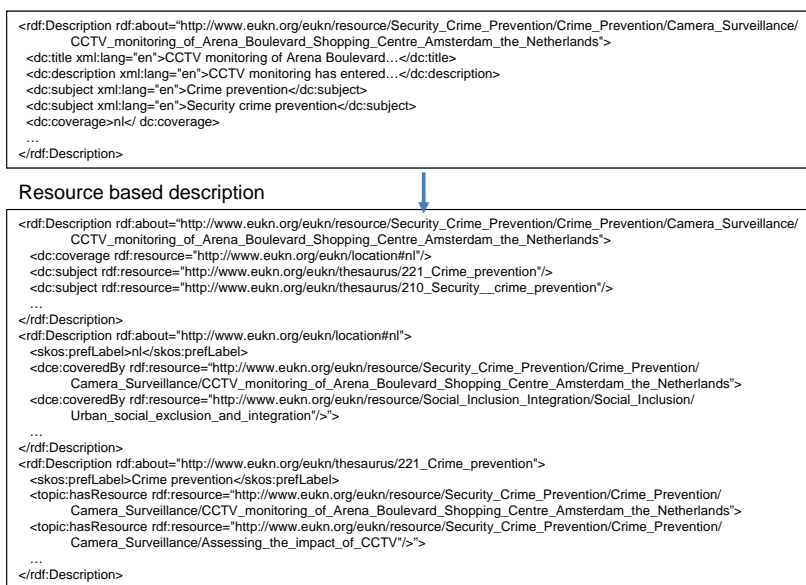 <rdf:Description rdf:about=“http://www.eukn.org/eukn/resource/Security_Crime_Prevention/Crime_Prevention/Camera_Surveillance/
CCTV_monitoring_of_Arena_Boulevard_Shopping_Centre_Amsterdam_the_Netherlands”>
<dc:title xml:lang="en">CCTV monitoring of Arena Boulevard…</dc:title>
<dc:description xml:lang="en">CCTV monitoring has entered…</dc:description>
<dc:subject xml:lang="en">Crime prevention</dc:subject>
<dc:subject xml:lang="en">Security crime prevention</dc:subject>
<dc:coverage>nl</ dc:coverage>
…
</rdf:Description>
Resource based description
<rdf:Description rdf:about=“http://www.eukn.org/eukn/resource/Security_Crime_Prevention/Crime_Prevention/Camera_Surveillance/
CCTV_monitoring_of_Arena_Boulevard_Shopping_Centre_Amsterdam_the_Netherlands">
<dc:coverage rdf:resource="http://www.eukn.org/eukn/location#nl"/>
<dc:subject rdf:resource="http://www.eukn.org/eukn/thesaurus/221_Crime_prevention"/>
<dc:subject rdf:resource="http://www.eukn.org/eukn/thesaurus/210_Security__crime_prevention"/>
…
</rdf:Description>
<rdf:Description rdf:about="http://www.eukn.org/eukn/location#nl">
<skos:prefLabel>nl</skos:prefLabel>
<dce:coveredBy rdf:resource=“http://www.eukn.org/eukn/resource/Security_Crime_Prevention/Crime_Prevention/
Camera_Surveillance/CCTV_monitoring_of_Arena_Boulevard_Shopping_Centre_Amsterdam_the_Netherlands”>
<dce:coveredBy rdf:resource="http://www.eukn.org/eukn/resource/Social_Inclusion_Integration/Social_Inclusion/
Urban_social_exclusion_and_integration"/>”>
…
</rdf:Description>
<rdf:Description rdf:about="http://www.eukn.org/eukn/thesaurus/221_Crime_prevention">
<skos:prefLabel>Crime prevention</skos:prefLabel>
<topic:hasResource rdf:resource=“http://www.eukn.org/eukn/resource/Security_Crime_Prevention/Crime_Prevention/
Camera_Surveillance/CCTV_monitoring_of_Arena_Boulevard_Shopping_Centre_Amsterdam_the_Netherlands”>
<topic:hasResource rdf:resource="http://www.eukn.org/eukn/resource/Security_Crime_Prevention/Crime_Prevention/
Camera_Surveillance/Assessing_the_impact_of_CCTV"/>”>
…
</rdf:Description>